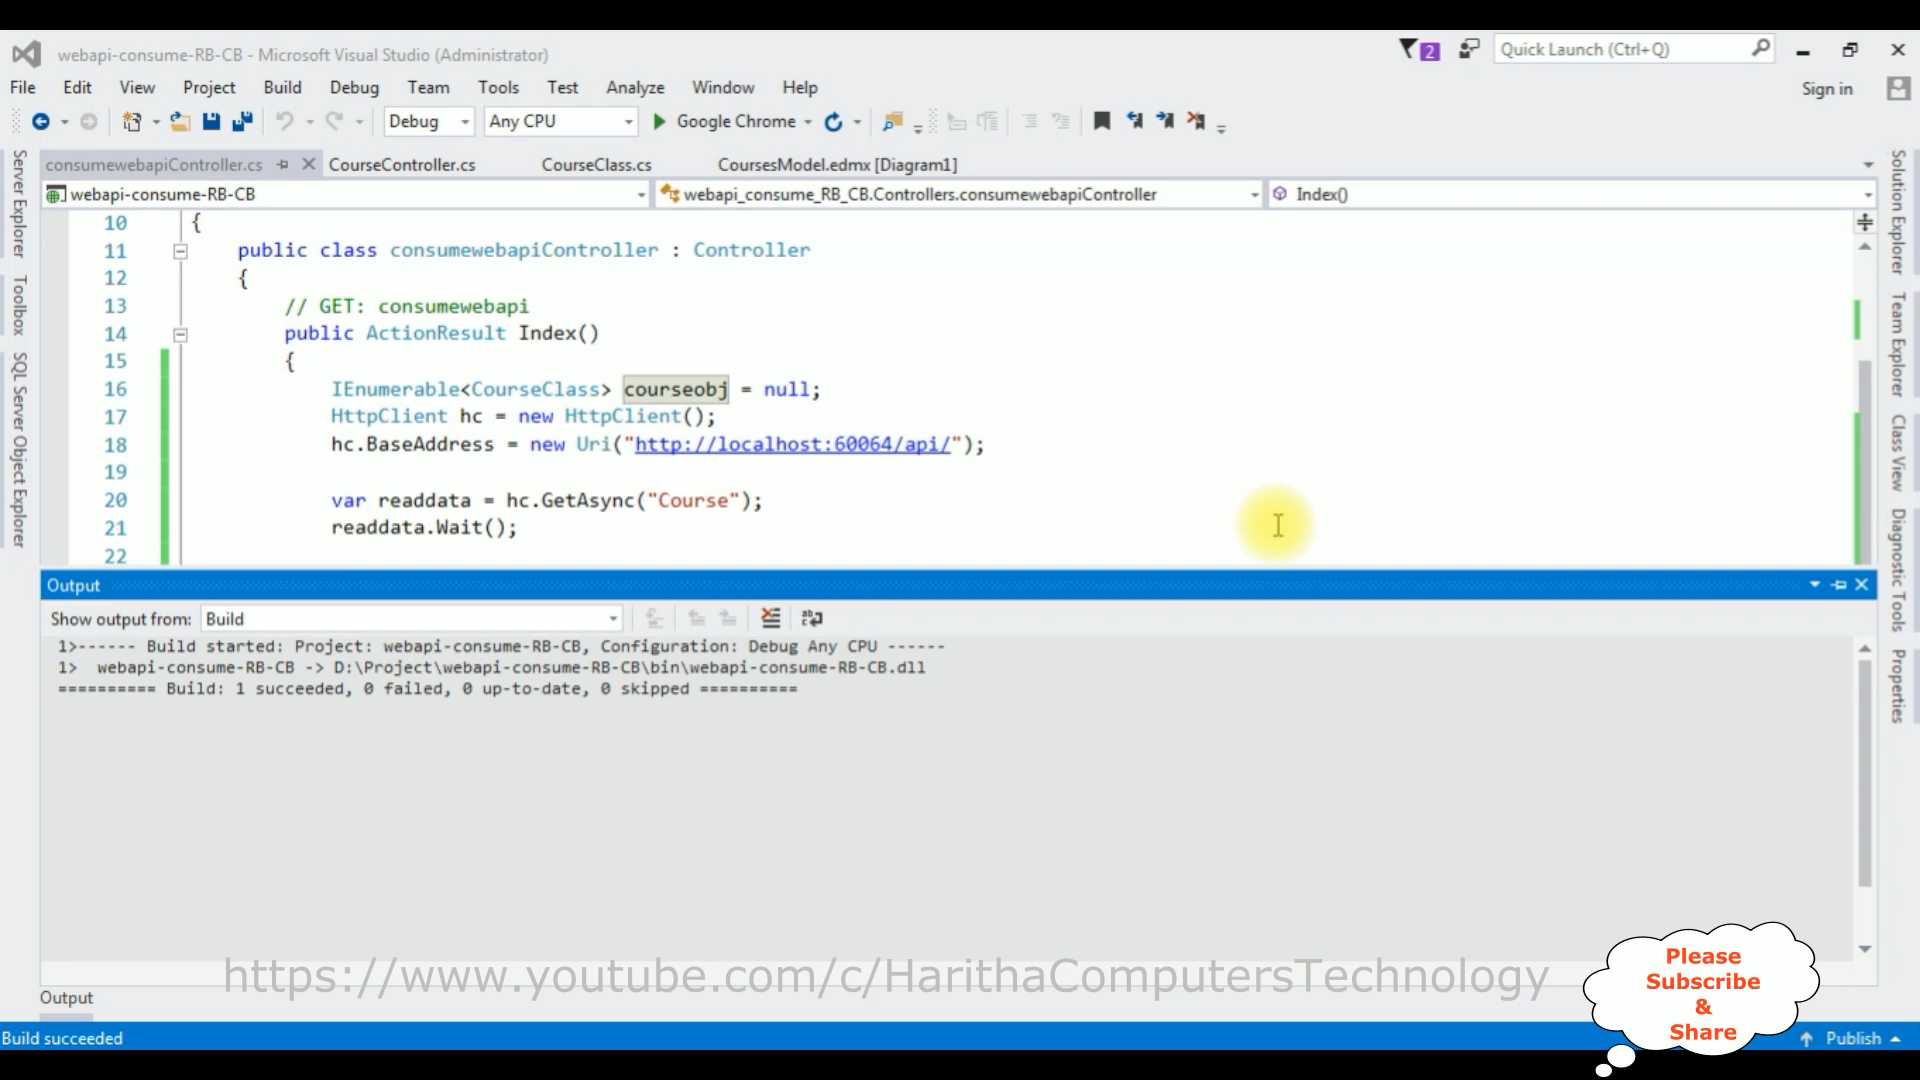 webapi-consume-RB-CB - Microsoft Visual Studio (Administrator)
2
Quick Launch (Ctrl+Q)
File Edit View Project Build Debug Team Tools Test Analyze Window Help
Sign in
Debug Any CPU Google Chrome
consumewebapiController.cs CourseController.cs CourseClass.cs CoursesModel.edmx [Diagram1]
webapi-consume-RB-CB webapi_consume_RB_CB.Controllers.consumewebapiController Index()
Server Explorer
Toolbox
SQL Server Object Explorer
10 {
11 public class consumewebapiController : Controller
12 {
13 // GET: consumewebapi
14 public ActionResult Index()
15 {
16 IEnumerable<CourseClass> courseobj = null;
17 HttpClient hc = new HttpClient();
18 hc.BaseAddress = new Uri("http://localhost:60064/api/");
19
20 var readdata = hc.GetAsync("Course");
21 readdata.Wait();
22
Solution Explorer
Team Explorer
Class View
Diagnostic Tools
Properties
Output
Show output from: Build
1>------ Build started: Project: webapi-consume-RB-CB, Configuration: Debug Any CPU ------
1> webapi-consume-RB-CB -> D:\Project\webapi-consume-RB-CB\bin\webapi-consume-RB-CB.dll
========== Build: 1 succeeded, 0 failed, 0 up-to-date, 0 skipped ==========
https://www.youtube.com/c/HarithaComputersTechnology
Please
Subscribe
&
Share
Output
Build succeeded
Publish